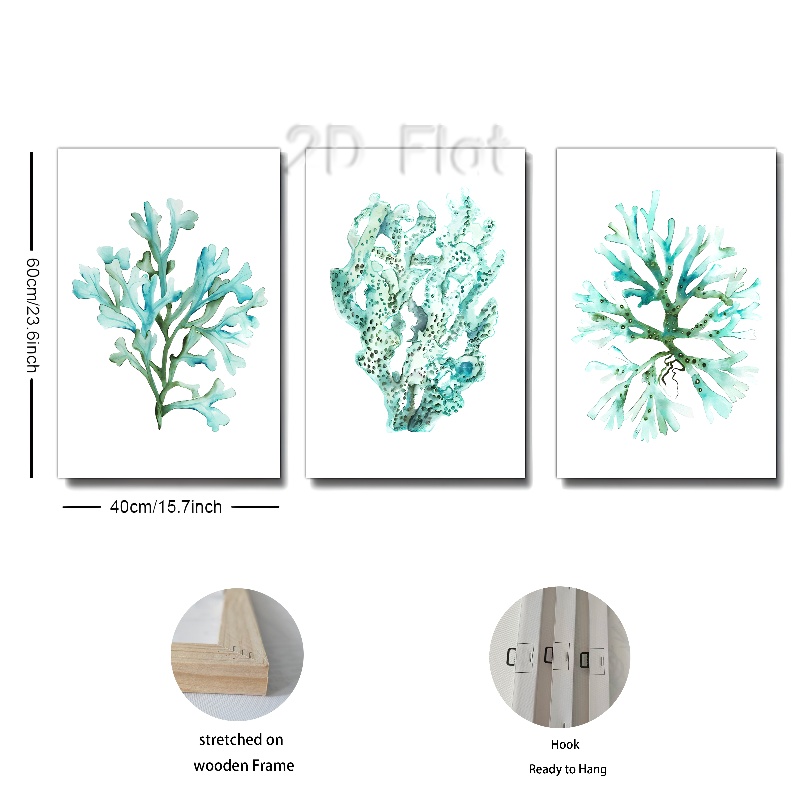 2D Flat
60cm/23.6inch
40cm/15.7inch
stretched on
wooden Frame
Hook
Ready to Hang